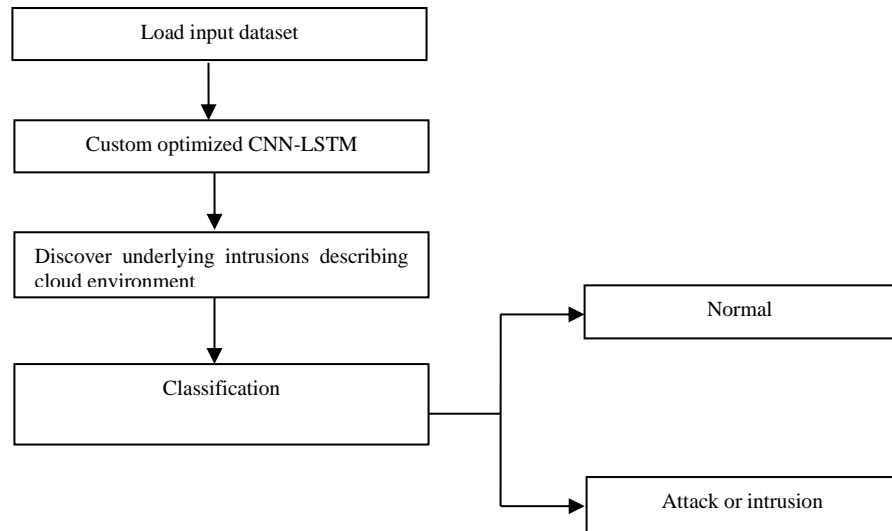 Load input dataset
Custom optimized CNN-LSTM
Discover underlying intrusions describing
cloud environment
Normal
Classification
Attack or intrusion